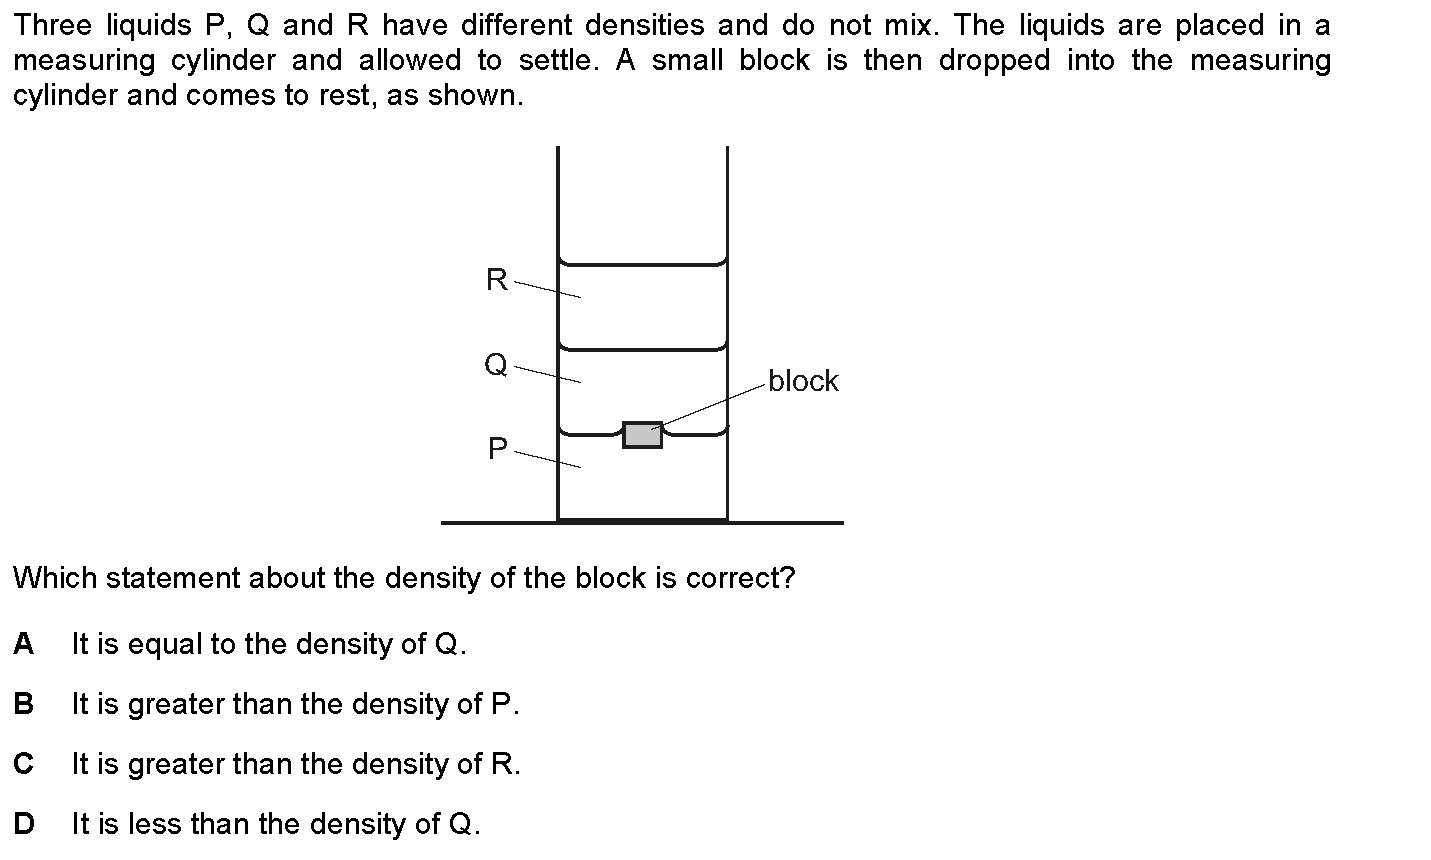 Three liquids P, Q and R have different densities and do not mix. The liquids are placed in a
measuring cylinder and allowed to settle. A small block is then dropped into the measuring
cylinder and comes to rest, as shown.
R
Q
block
P
Which statement about the density of the block is correct?
A It is equal to the density of Q.
B It is greater than the density of P.
C It is greater than the density of R.
D It is less than the density of Q.